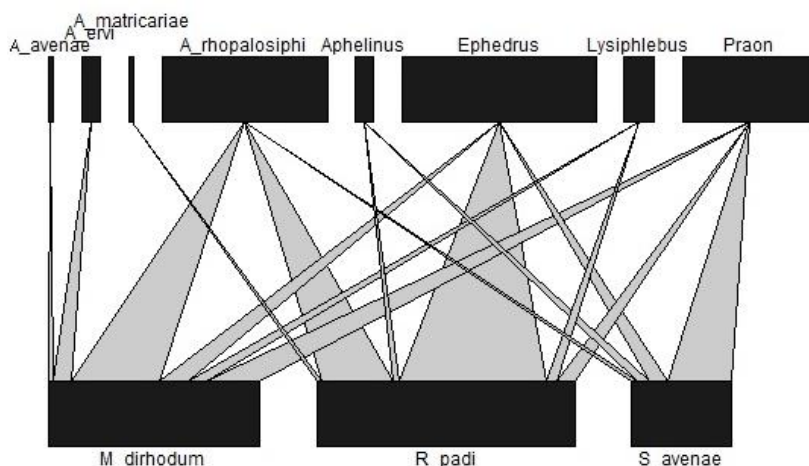 A_matricariae
A_ervi
A_avenae
A_rhopalosiphi
Aphelinus
Ephedrus
Lysiphlebus
Praon
M_dirhodum
R_padi
S_avenae